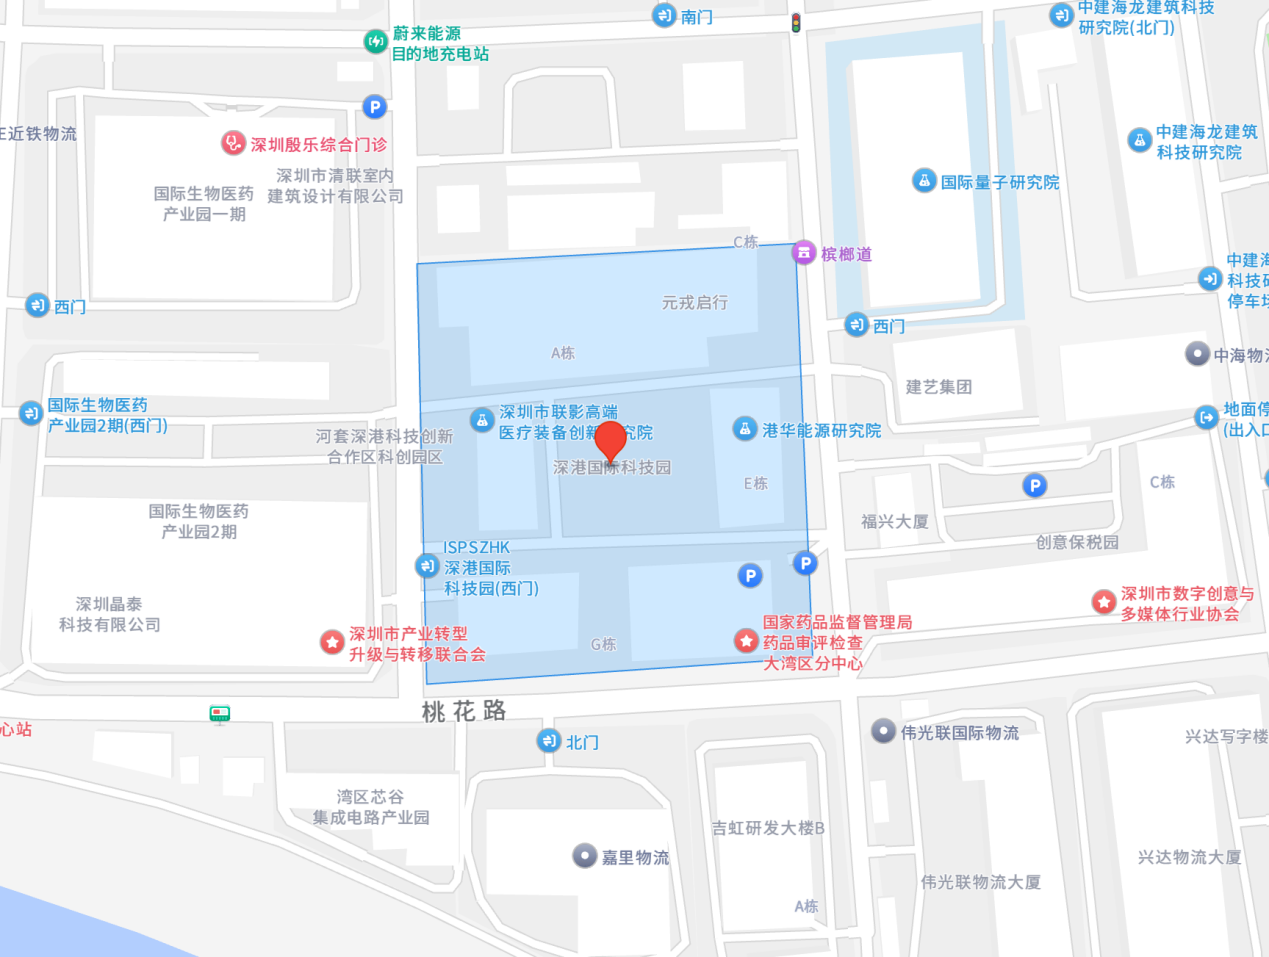 南门
中建海龙建筑科技
研究院(北门)
蔚来能源
目的地充电站
P
近铁物流
深圳殷乐综合门诊
中建海龙建筑
科技研究院
深圳市清联室内
建筑设计有限公司
国际生物医药
产业园一期
国际量子研究院
C栋
槟榔道
中建海
科技研
停车场
西门
元戎启行
西门
A栋
中海物流
建艺集团
国际生物医药
产业园2期(西门)
深圳市联影高端
医疗装备创新研究院
港华能源研究院
地面停
(出入口
河套深港科技创新
合作区科创园区
深港国际科技园
E栋
P
C栋
国际生物医药
产业园2期
福兴大厦
创意保税园
ISPSZHK
深港国际
科技园(西门)
P
P
深圳晶泰
科技有限公司
深圳市数字创意与
多媒体行业协会
深圳市产业转型
升级与转移联合会
G栋
国家药品监督管理局
药品审评检查
大湾区分中心
桃花路
心站
北门
伟光联国际物流
兴达写字楼
湾区芯谷
集成电路产业园
吉虹研发大楼B
嘉里物流
兴达物流大厦
伟光联物流大厦
A栋